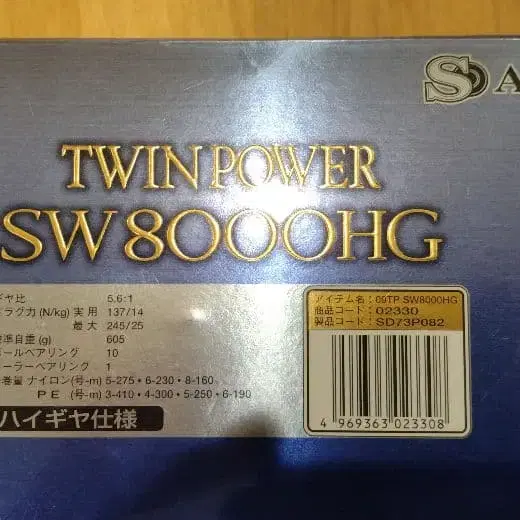 S A
TWIN POWER
SW 8000HG
ギヤ比 5.6:1
ラグ力(N/kg) 実用 137/14
最大 245/25
標準自重(g) 605
ールベアリング 10
ーラーベアリング 1
巻量 ナイロン(号-m) 5-275・6-230・8-160
PE (号-m) 3-410・4-300・5-250・6-190
ハイギヤ仕様
アイテム名:09TP SW8000HG
商品コード:02330
製品コード:SD73P082
4 969363 023308